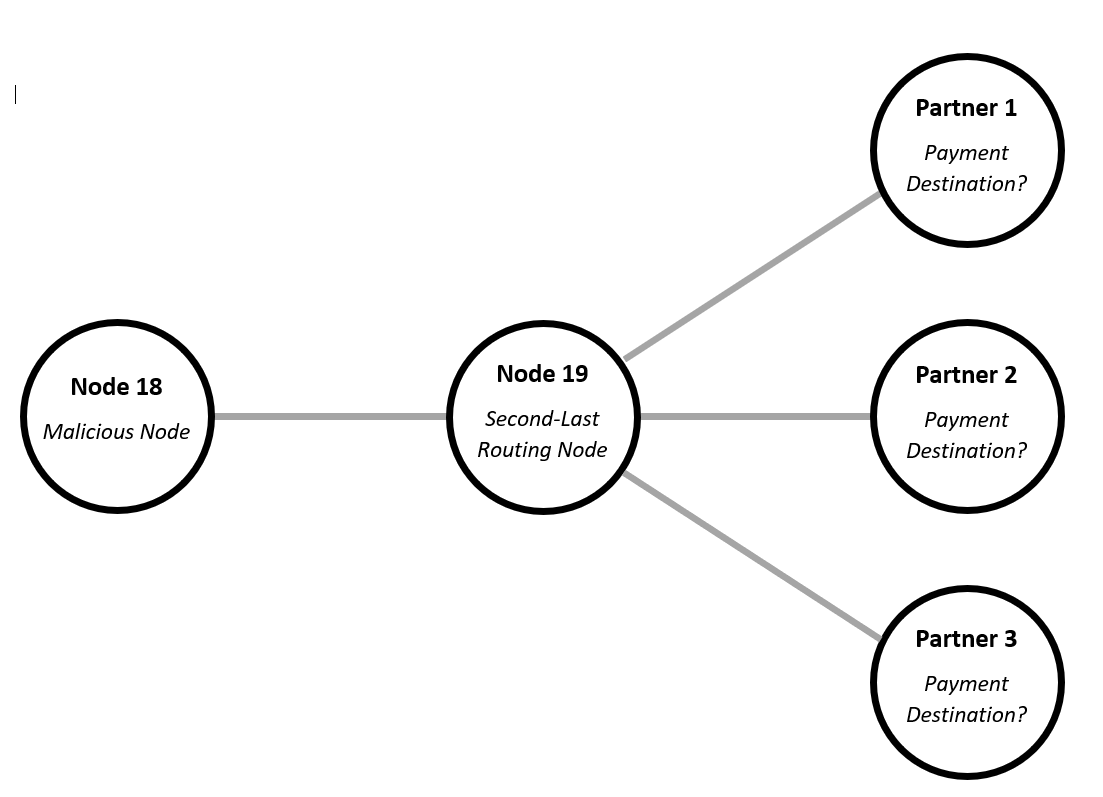 Partner 1
Payment
Destination?
Node 18
Malicious Node
Node 19
Second-Last
Routing Node
Partner 2
Payment
Destination?
Partner 3
Payment
Destination?